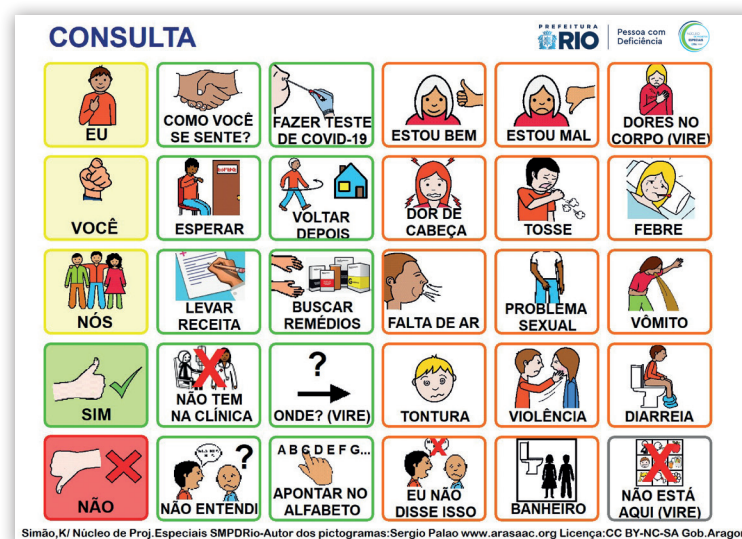 CONSULTA
PREFEITURA
RIO
Pessoa com
Deficiência
EU
COMO VOCÊ
SE SENTE?
FAZER TESTE
DE COVID-19
ESTOU BEM
ESTOU MAL
DORES NO
CORPO (VIRE)
VOCÊ
ESPERAR
VOLTAR
DEPOIS
DOR DE
CABEÇA
TOSSE
FEBRE
NÓS
LEVAR
RECEITA
BUSCAR
REMÉDIOS
FALTA DE AR
PROBLEMA
SEXUAL
VÔMITO
SIM
NÃO TEM
NA CLÍNICA
?
ONDE? (VIRE)
TONTURA
VIOLÊNCIA
DIARREIA
NÃO
?
NÃO ENTENDI
A B C D E F G...
APONTAR NO
ALFABETO
EU NÃO
DISSE ISSO
BANHEIRO
NÃO ESTÁ
AQUI (VIRE)
Simão,K/ Núcleo de Proj.Especiais SMPDRio-Autor dos pictogramas:Sergio Palao www.arasaac.org Licença:CC BY-NC-SA Gob.Aragon